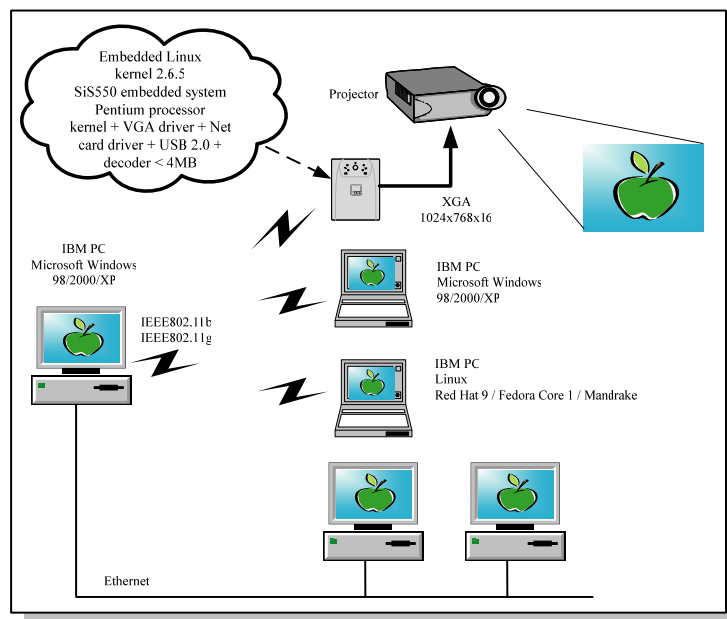 Embedded Linux
kernel 2.6.5
SiS550 embedded system
Pentium processor
kernel + VGA driver + Net
card driver + USB 2.0 +
decoder < 4MB
Projector
XGA
1024x768x16
IBM PC
Microsoft Windows
98/2000/XP
IEEE802.11b
IEEE802.11g
IBM PC
Microsoft Windows
98/2000/XP
IBM PC
Linux
Red Hat 9 / Fedora Core 1 / Mandrake
Ethernet